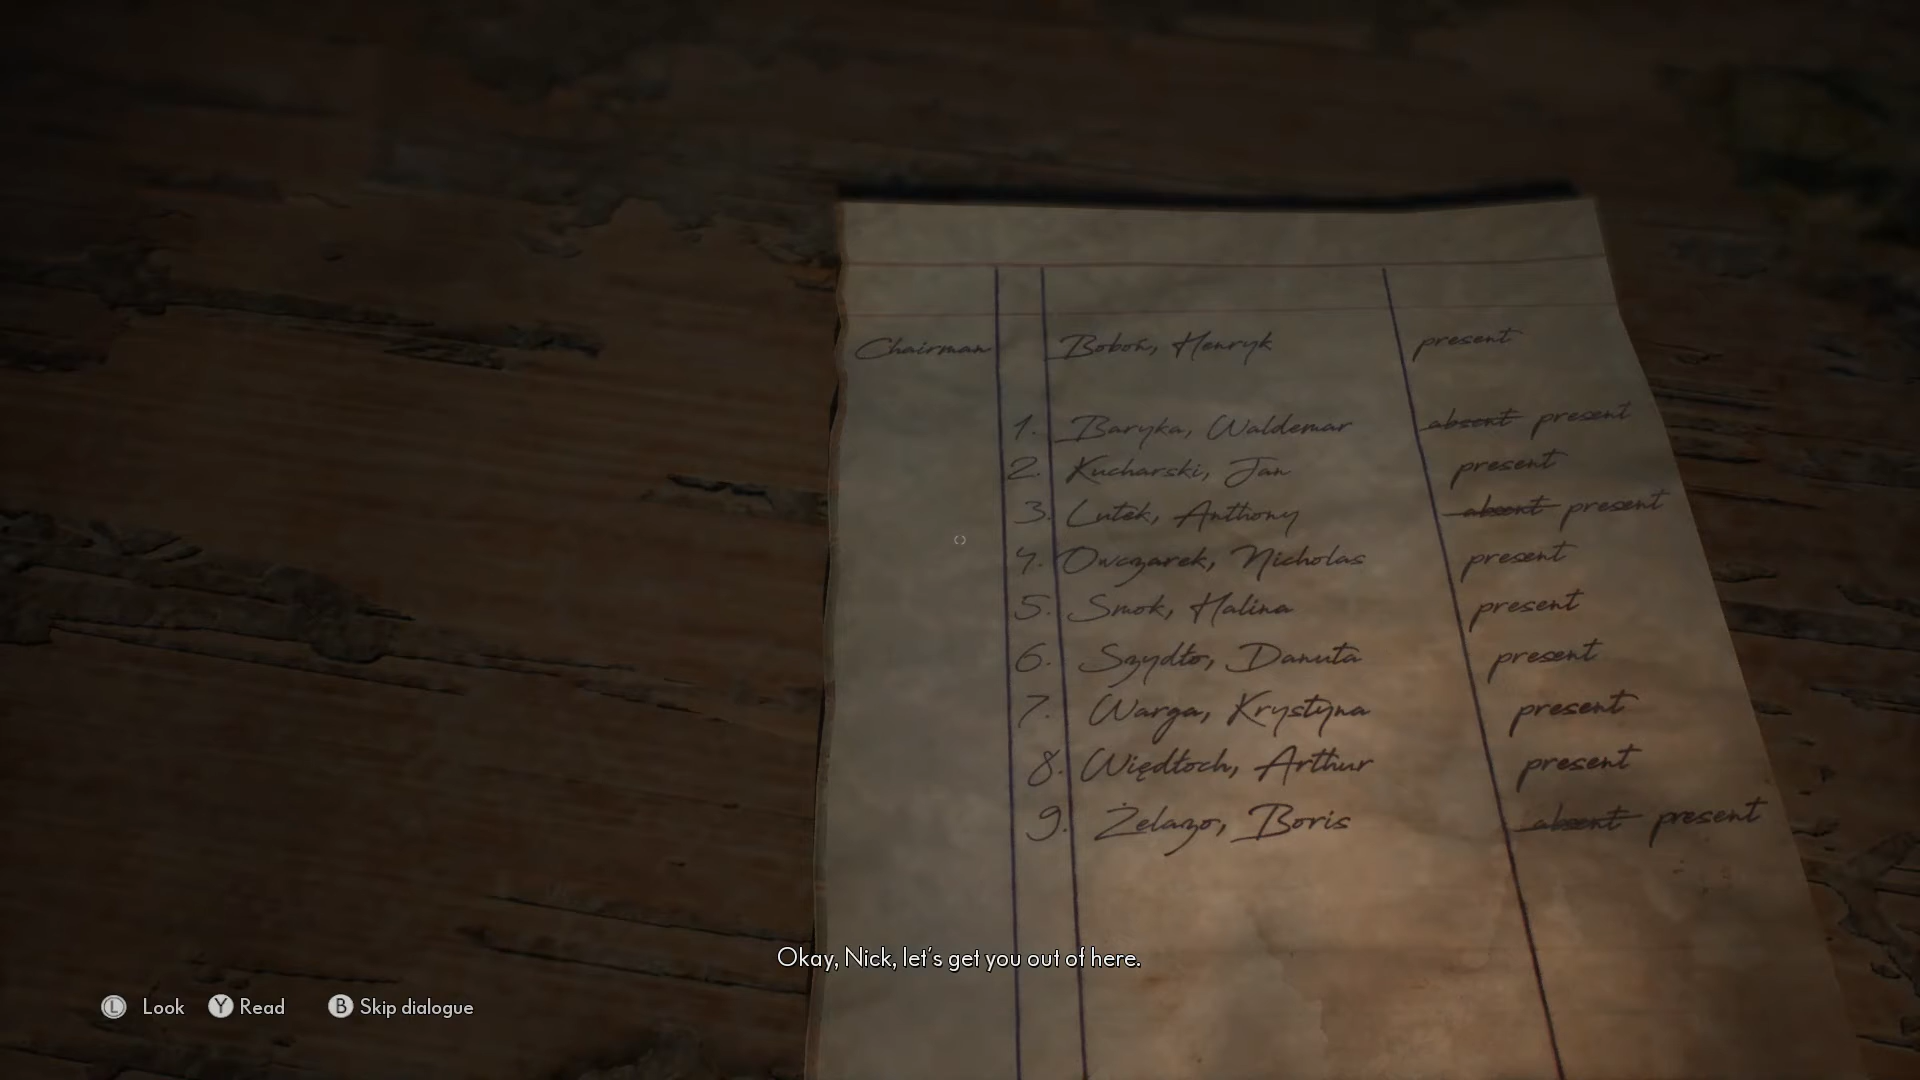 Chairman Boboń, Henryk present
1. Baryka, Waldemar absent present
2. Kucharski, Jan present
3. Lutek, Anthony absent present
4. Owczarek, Nicholas present
5. Smok, Halina present
6. Szydło, Danuta present
7. Warga, Krystyna present
8. Więdłoch, Arthur present
9. Żelazo, Boris absent present
Okay, Nick, let's get you out of here.
L Look Y Read B Skip dialogue